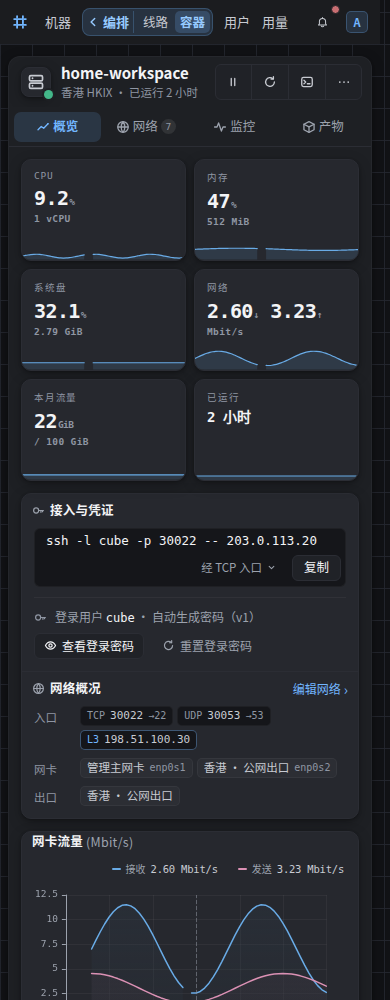 机器 编排 线路 容器 用户 用量 A
home-workspace
香港 HKIX · 已运行 2 小时
概览 网络 7 监控 产物
CPU
9.2%
1 vCPU
内存
47%
512 MiB
系统盘
32.1%
2.79 GiB
网络
2.60↓ 3.23↑
Mbit/s
本月流量
22GiB
/ 100 GiB
已运行
2 小时
接入与凭证
ssh -l cube -p 30022 -- 203.0.113.20
经 TCP 入口 复制
登录用户 cube · 自动生成密码（v1）
查看登录密码 重置登录密码
网络概况 编辑网络 ›
入口 TCP 30022 →22 UDP 30053 →53
L3 198.51.100.30
网卡 管理主网卡 enp0s1 香港 · 公网出口 enp0s2
出口 香港 · 公网出口
网卡流量 (Mbit/s)
接收 2.60 Mbit/s 发送 3.23 Mbit/s
12.5
10
7.5
5
2.5